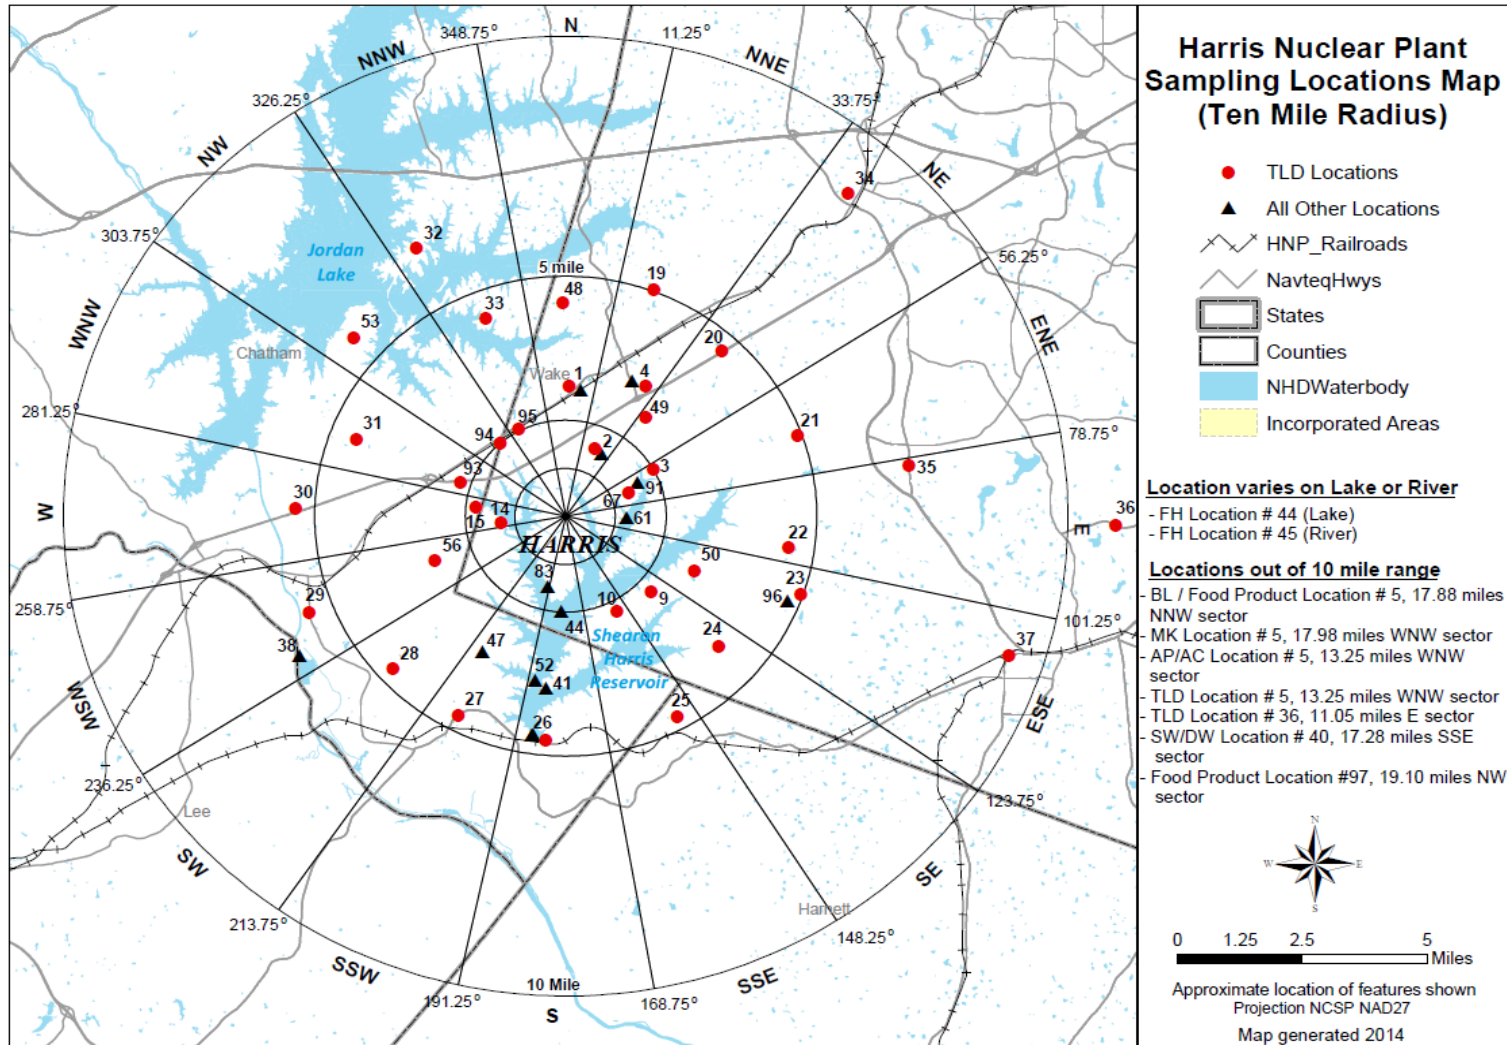 Harris Nuclear Plant
Sampling Locations Map
(Ten Mile Radius)
TLD Locations
All Other Locations
HNP_Railroads
NavteqHwys
States
Counties
NHDWaterbody
Incorporated Areas
Location varies on Lake or River
- FH Location # 44 (Lake)
- FH Location # 45 (River)
Locations out of 10 mile range
- BL / Food Product Location # 5, 17.88 miles
NNW sector
- MK Location # 5, 17.98 miles WNW sector
- AP/AC Location # 5, 13.25 miles WNW
sector
- TLD Location # 5, 13.25 miles WNW sector
- TLD Location # 36, 11.05 miles E sector
- SW/DW Location # 40, 17.28 miles SSE
sector
- Food Product Location #97, 19.10 miles NW
sector
N
W
E
S
0 1.25 2.5 5
Miles
Approximate location of features shown
Projection NCSP NAD27
Map generated 2014
N
348.75°
11.25°
NNW
NNE
326.25°
33.75°
NW
NE
34
303.75°
32
Jordan
Lake
56.25°
5 mile
19
48
33
WNW
ENE
53
20
Chatham
Wake
1
4
281.25°
49
31
95
21
78.75°
94
2
3
35
93
91
30
67
W
15
14
61
36
E
HARRIS
22
56
50
83
23
258.75°
29
10
9
96
101.25°
44
38
47
Shearon
Harris
Reservoir
24
37
28
52
41
WSW
27
25
ESE
26
236.25°
123.75°
Lee
SW
SE
Harnett
213.75°
148.25°
SSW
SSE
10 Mile
191.25°
168.75°
S